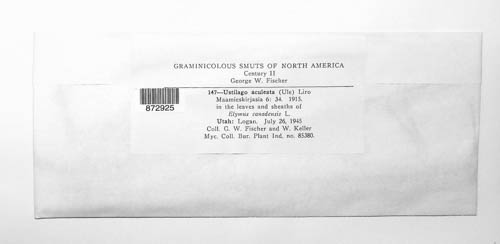 GRAMINICOLOUS SMUTS OF NORTH AMERICA
Century II
George W. Fischer
147—Ustilago aculeata (Ule) Liro
Maamieskirjasia 6: 34. 1915.
in the leaves and sheaths of
Elymus canadensis L.
Utah: Logan. July 26, 1945
Coll. G. W. Fischer and W. Keller
Myc. Coll. Bur. Plant Ind. no. 85380.
872925